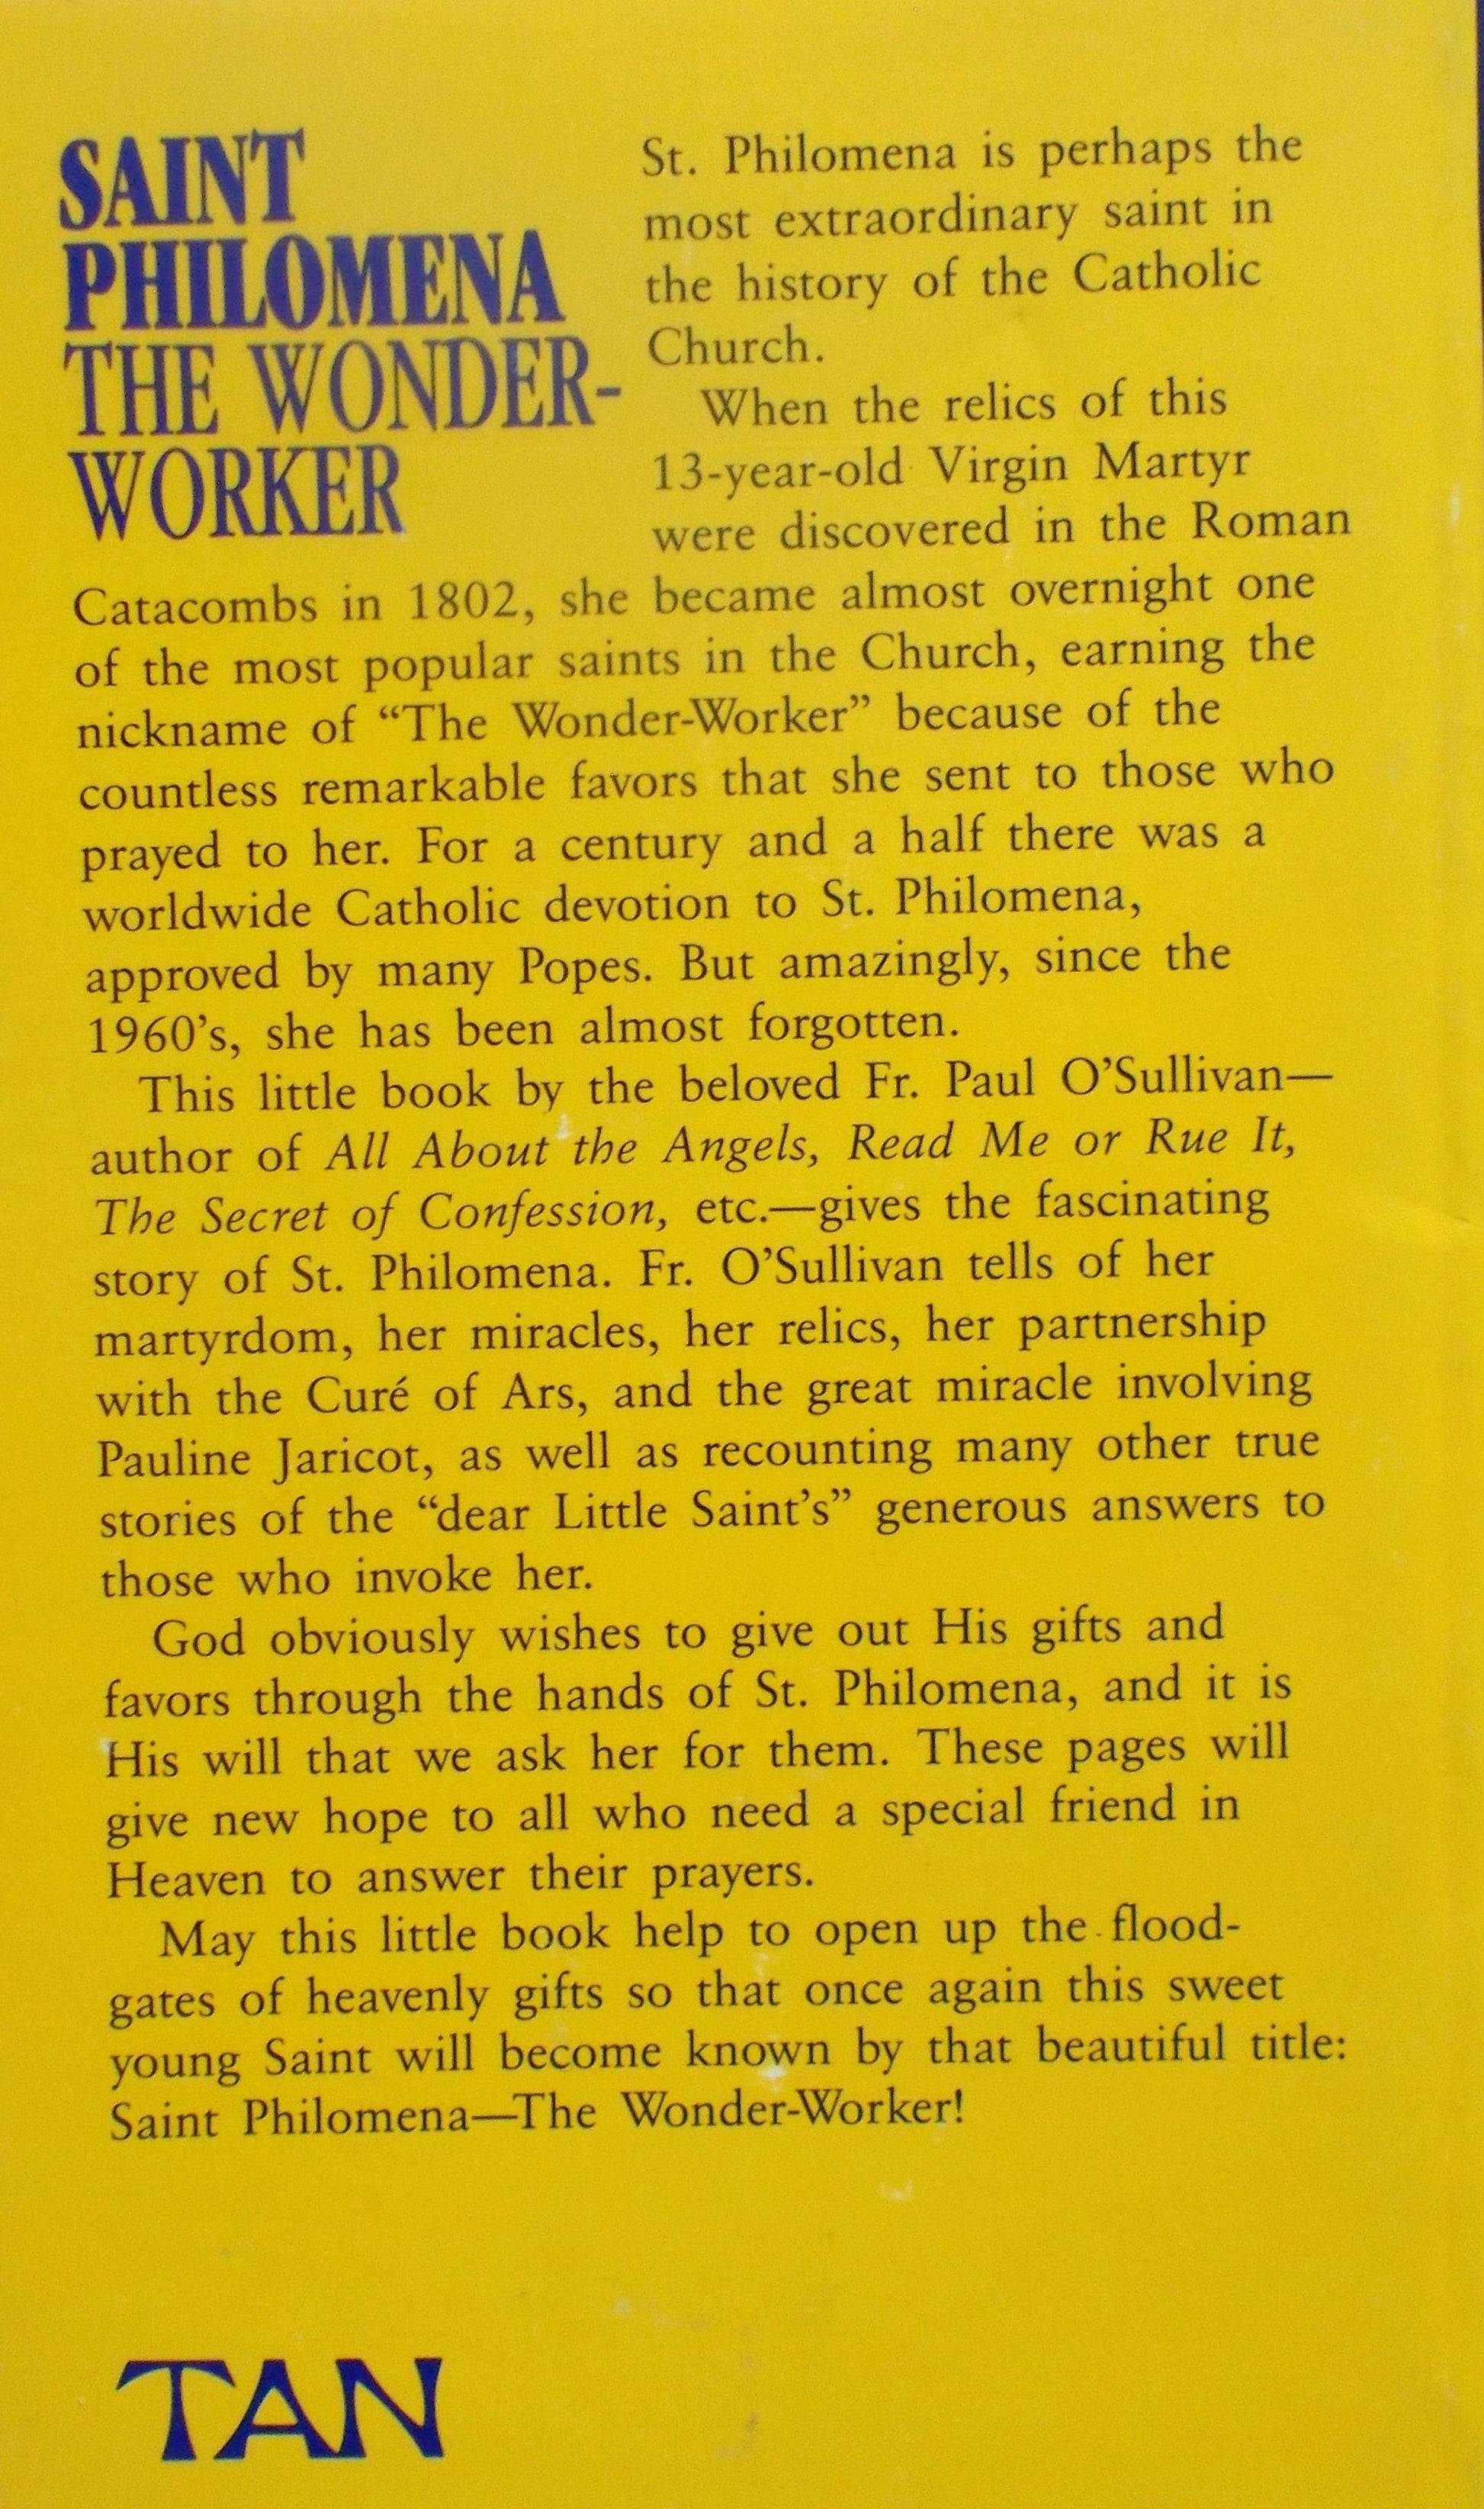 SAINT
PHILOMENA
THE WONDER-
WORKER
St. Philomena is perhaps the
most extraordinary saint in
the history of the Catholic
Church.
When the relics of this
13-year-old Virgin Martyr
were discovered in the Roman
Catacombs in 1802, she became almost overnight one
of the most popular saints in the Church, earning the
nickname of “The Wonder-Worker” because of the
countless remarkable favors that she sent to those who
prayed to her. For a century and a half there was a
worldwide Catholic devotion to St. Philomena,
approved by many Popes. But amazingly, since the
1960’s, she has been almost forgotten.
This little book by the beloved Fr. Paul O’Sullivan—
author of All About the Angels, Read Me or Rue It,
The Secret of Confession, etc.—gives the fascinating
story of St. Philomena. Fr. O’Sullivan tells of her
martyrdom, her miracles, her relics, her partnership
with the Curé of Ars, and the great miracle involving
Pauline Jaricot, as well as recounting many other true
stories of the “dear Little Saint’s” generous answers to
those who invoke her.
God obviously wishes to give out His gifts and
favors through the hands of St. Philomena, and it is
His will that we ask her for them. These pages will
give new hope to all who need a special friend in
Heaven to answer their prayers.
May this little book help to open up the flood-
gates of heavenly gifts so that once again this sweet
young Saint will become known by that beautiful title:
Saint Philomena—The Wonder-Worker!
TAN